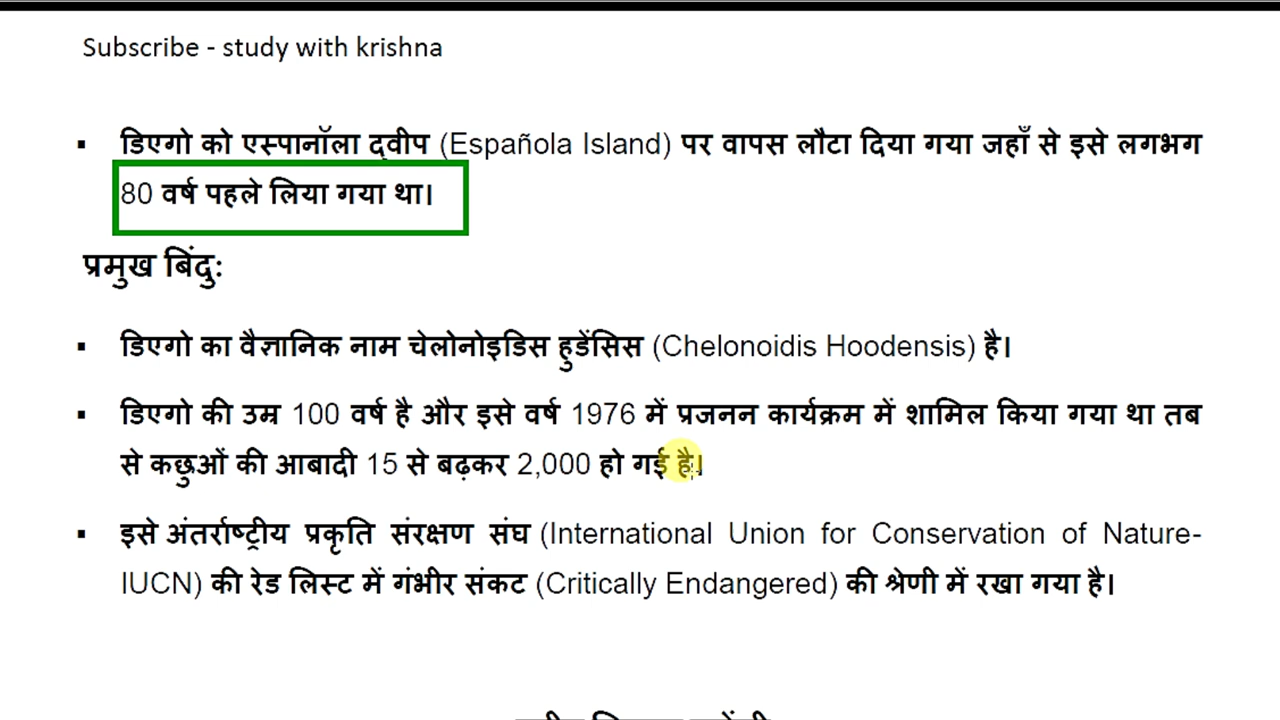 Subscribe - study with krishna
▪ डिएगो को एस्पानॉला द्वीप (Española Island) पर वापस लौटा दिया गया जहाँ से इसे लगभग
80 वर्ष पहले लिया गया था।
प्रमुख बिंदु:
▪ डिएगो का वैज्ञानिक नाम चेलोनोइडिस हुडेंसिस (Chelonoidis Hoodensis) है।
▪ डिएगो की उम्र 100 वर्ष है और इसे वर्ष 1976 में प्रजनन कार्यक्रम में शामिल किया गया था तब
से कछुओं की आबादी 15 से बढ़कर 2,000 हो गई है।
▪ इसे अंतर्राष्ट्रीय प्रकृति संरक्षण संघ (International Union for Conservation of Nature-
IUCN) की रेड लिस्ट में गंभीर संकट (Critically Endangered) की श्रेणी में रखा गया है।